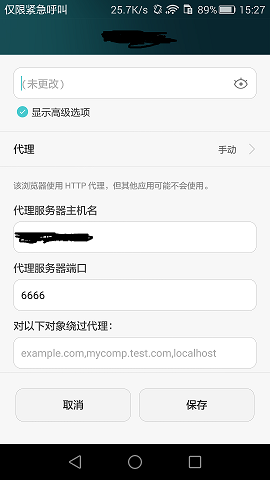 仅限紧急呼叫 25.7K/s 89% 15:27
(未更改)
显示高级选项
代理 手动
该浏览器使用 HTTP 代理，但其他应用可能不会使用。
代理服务器主机名
代理服务器端口
6666
对以下对象绕过代理：
example.com,mycomp.test.com,localhost
取消 保存